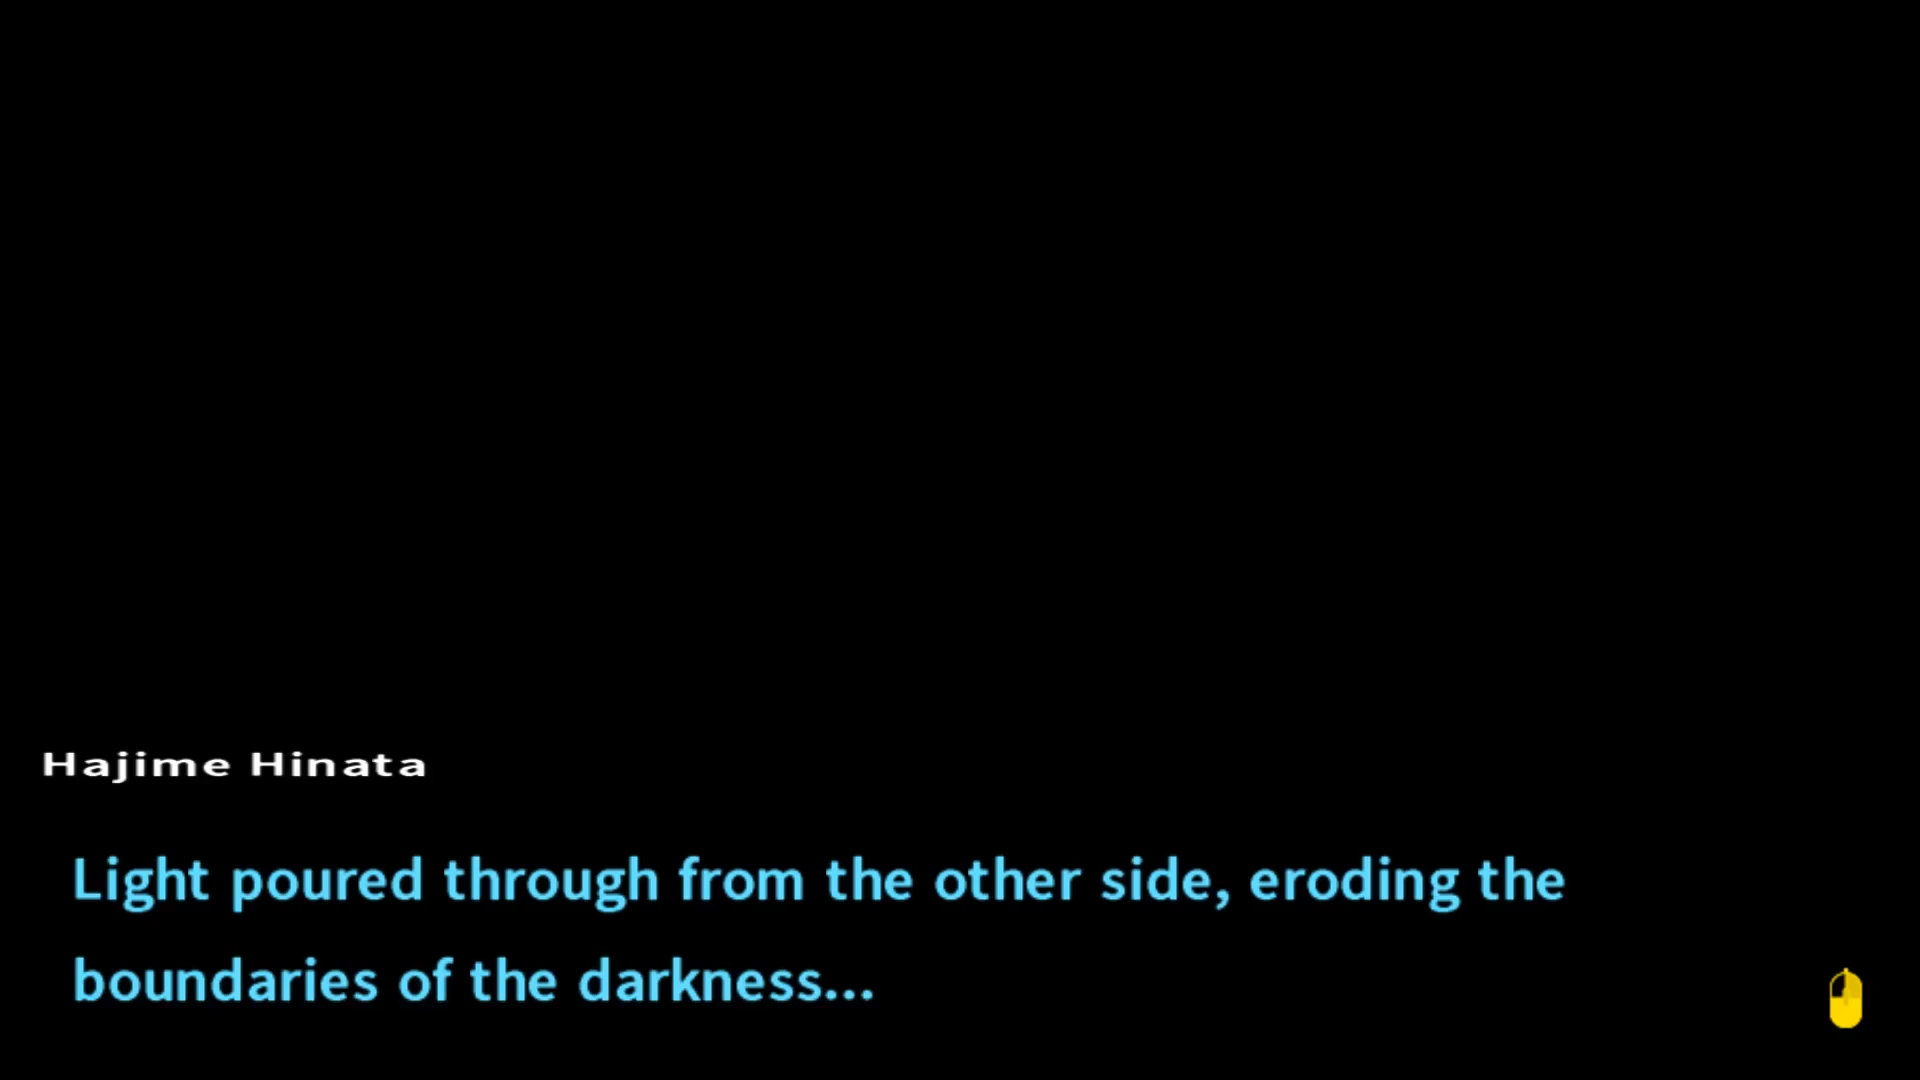 Hajime Hinata
Light poured through from the other side, eroding the
boundaries of the darkness...